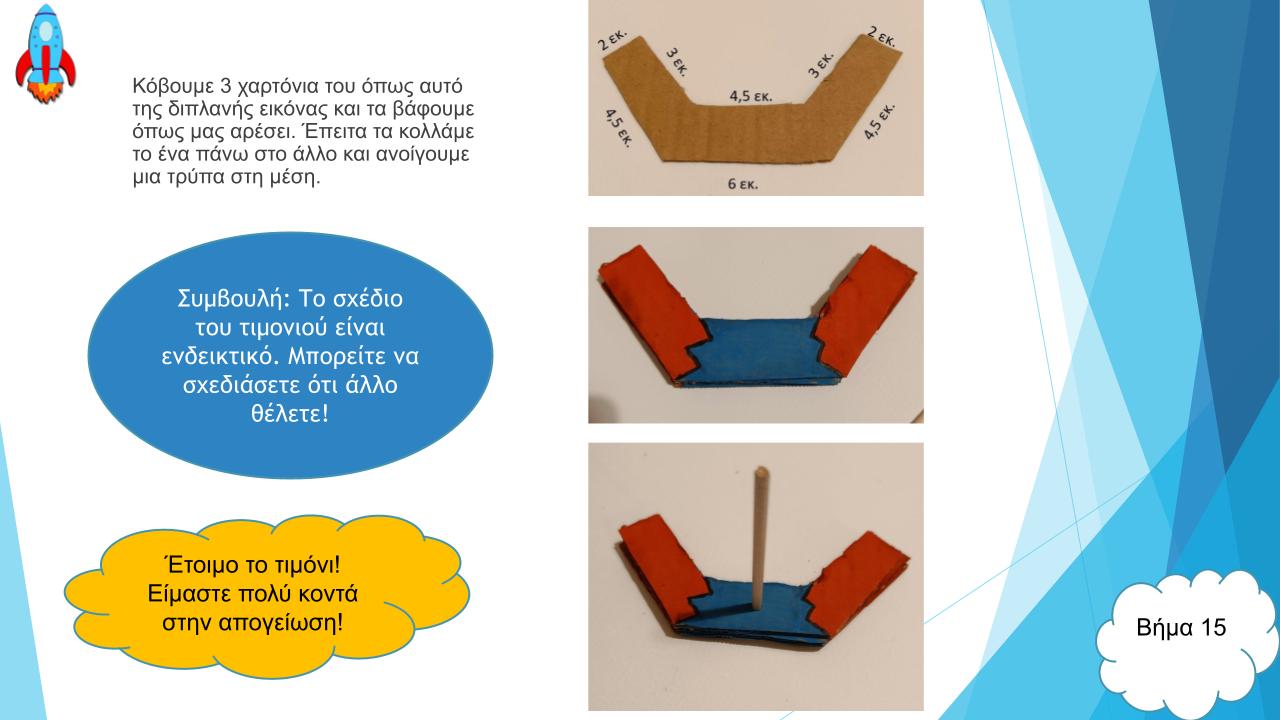 Κόβουμε 3 χαρτόνια του όπως αυτό
της διπλανής εικόνας και τα βάφουμε
όπως μας αρέσει. Έπειτα τα κολλάμε
το ένα πάνω στο άλλο και ανοίγουμε
μια τρύπα στη μέση.
2 εκ.
3 εκ.
4,5 εκ.
3 εκ.
2 εκ.
4,5 εκ.
4,5 εκ.
6 εκ.
Συμβουλή: Το σχέδιο
του τιμονιού είναι
ενδεικτικό. Μπορείτε να
σχεδιάσετε ότι άλλο
θέλετε!
Έτοιμο το τιμόνι!
Είμαστε πολύ κοντά
στην απογείωση!
Βήμα 15